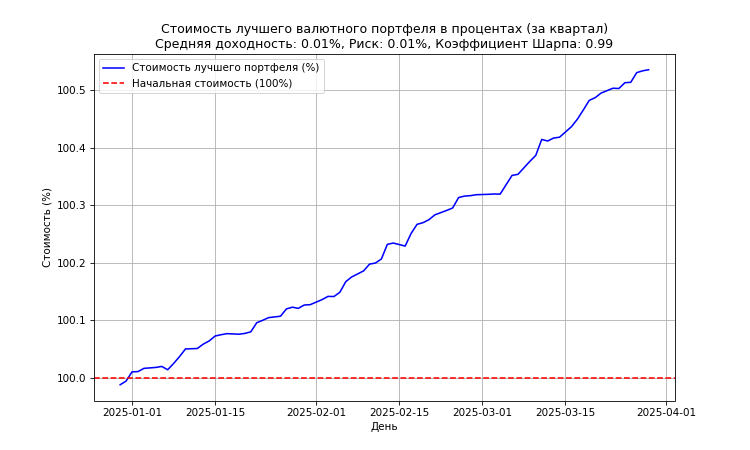 Стоимость лучшего валютного портфеля в процентах (за квартал)
Средняя доходность: 0.01%, Риск: 0.01%, Коэффициент Шарпа: 0.99
Стоимость лучшего портфеля (%)
Начальная стоимость (100%)
Стоимость (%)
100.5
100.4
100.3
100.2
100.1
100.0
2025-01-01
2025-01-15
2025-02-01
2025-02-15
2025-03-01
2025-03-15
2025-04-01
День